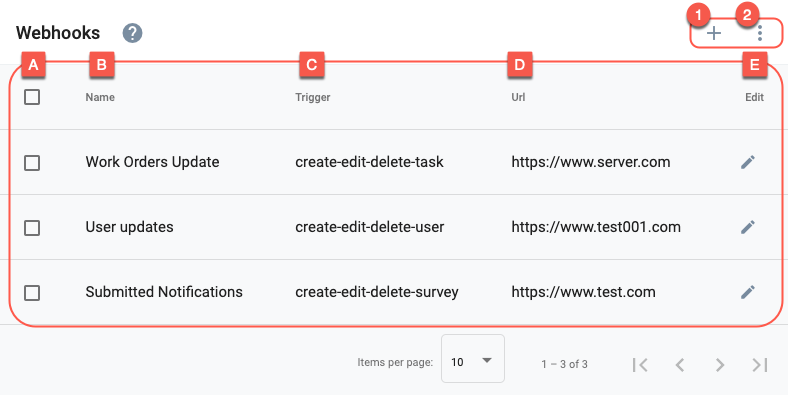 1 2
Webhooks ?
A B C D E
Name Trigger Url Edit
Work Orders Update create-edit-delete-task https://www.server.com
User updates create-edit-delete-user https://www.test001.com
Submitted Notifications create-edit-delete-survey https://www.test.com
Items per page: 10 1 – 3 of 3